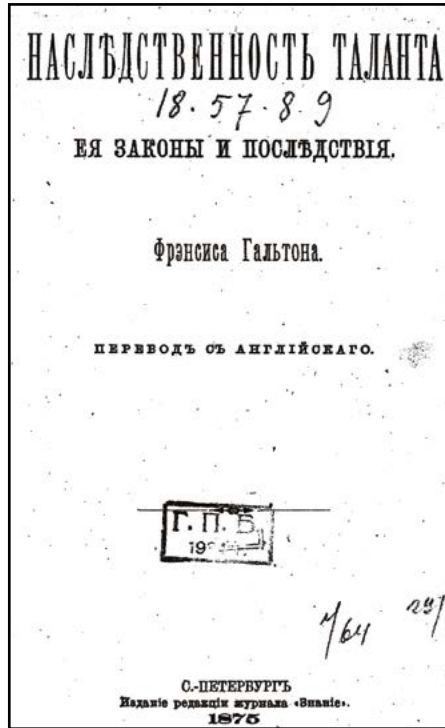 НАСЛѢДСТВЕННОСТЬ ТАЛАНТА
18.57.8.9
ЕЯ ЗАКОНЫ И ПОСЛѢДСТВІЯ.
Фрэнсиса Гальтона.
ПЕРЕВОДЪ СЪ АНГЛІЙСКАГО.
Г. П. Б.
С.-ПЕТЕРБУРГЪ
Изданіе редакціи журнала «Знаніе».
1875